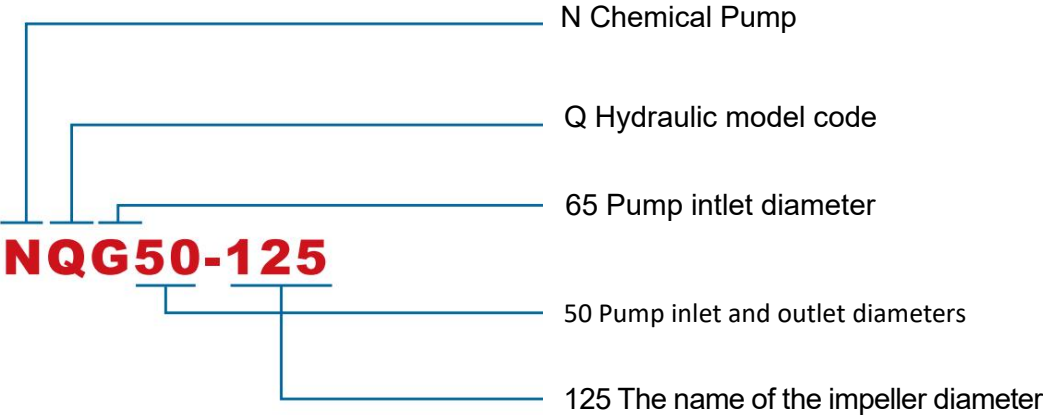 N Chemical Pump
Q Hydraulic model code
65 Pump intlet diameter
NQG50-125
50 Pump inlet and outlet diameters
125 The name of the impeller diameter